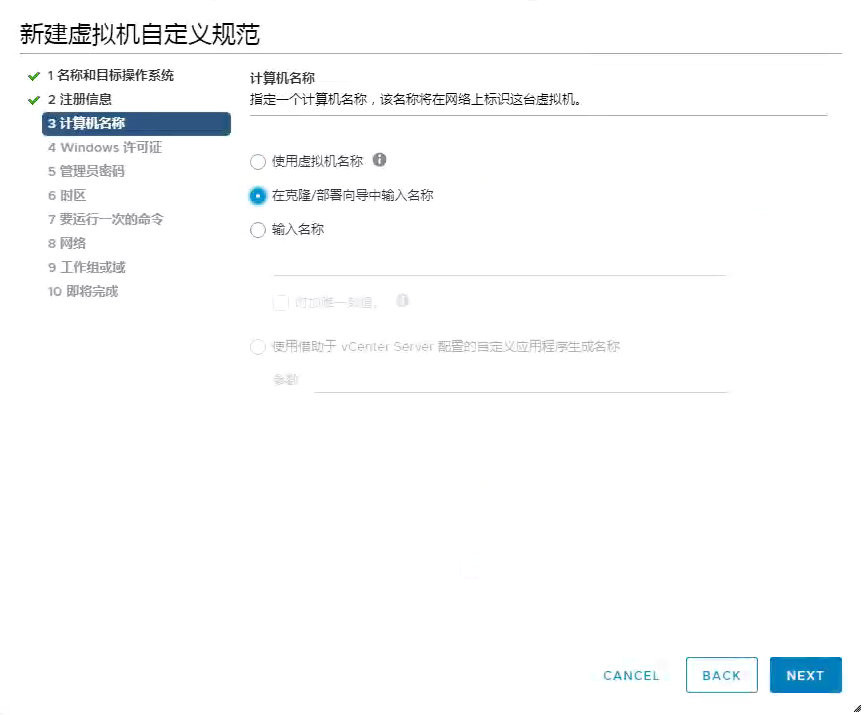 新建虚拟机自定义规范
1 名称和目标操作系统
2 注册信息
3 计算机名称
4 Windows 许可证
5 管理员密码
6 时区
7 要运行一次的命令
8 网络
9 工作组或域
10 即将完成
计算机名称
指定一个计算机名称，该名称将在网络上标识这台虚拟机。
使用虚拟机名称
在克隆/部署向导中输入名称
输入名称
附加唯一数值。
使用借助于 vCenter Server 配置的自定义应用程序生成名称
参数
CANCEL
BACK
NEXT